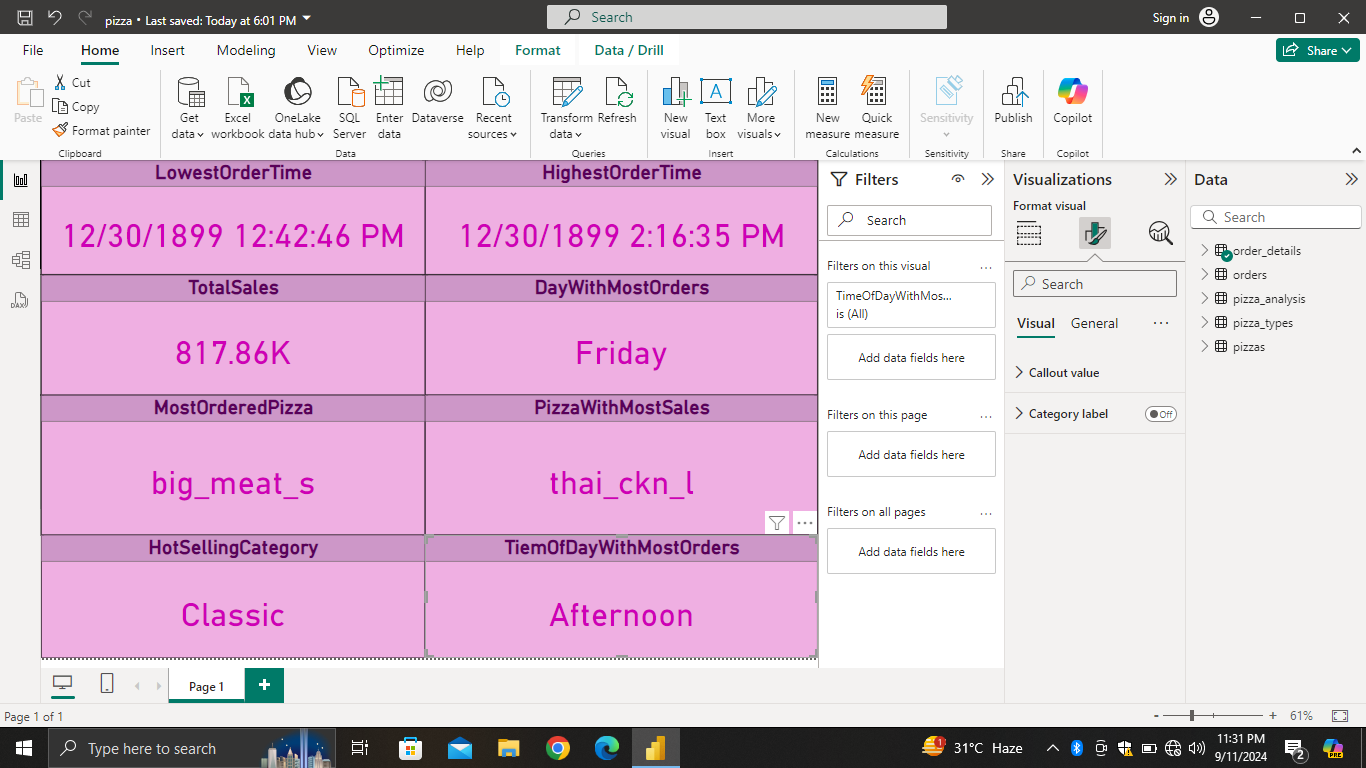 pizza • Last saved: Today at 6:01 PM
Search
Sign in
File Home Insert Modeling View Optimize Help Format Data / Drill
Share
Paste
Cut
Copy
Format painter
Clipboard
Get data
Excel workbook
OneLake data hub
SQL Server
Enter data
Dataverse
Recent sources
Data
Transform data
Refresh
Queries
New visual
Text box
More visuals
Insert
New measure
Quick measure
Calculations
Sensitivity
Sensitivity
Publish
Share
Copilot
Copilot
LowestOrderTime
12/30/1899 12:42:46 PM
HighestOrderTime
12/30/1899 2:16:35 PM
TotalSales
817.86K
DayWithMostOrders
Friday
MostOrderedPizza
big_meat_s
PizzaWithMostSales
thai_ckn_l
HotSellingCategory
Classic
TiemOfDayWithMostOrders
Afternoon
Filters
Search
Filters on this visual
TimeOfDayWithMos...
is (All)
Add data fields here
Filters on this page
Add data fields here
Filters on all pages
Add data fields here
Visualizations
Format visual
Search
Visual General
Callout value
Category label
Off
Data
Search
order_details
orders
pizza_analysis
pizza_types
pizzas
Page 1
Page 1 of 1
- + 61%
Type here to search
1
31°C Haze
PRE
11:31 PM
9/11/2024
2